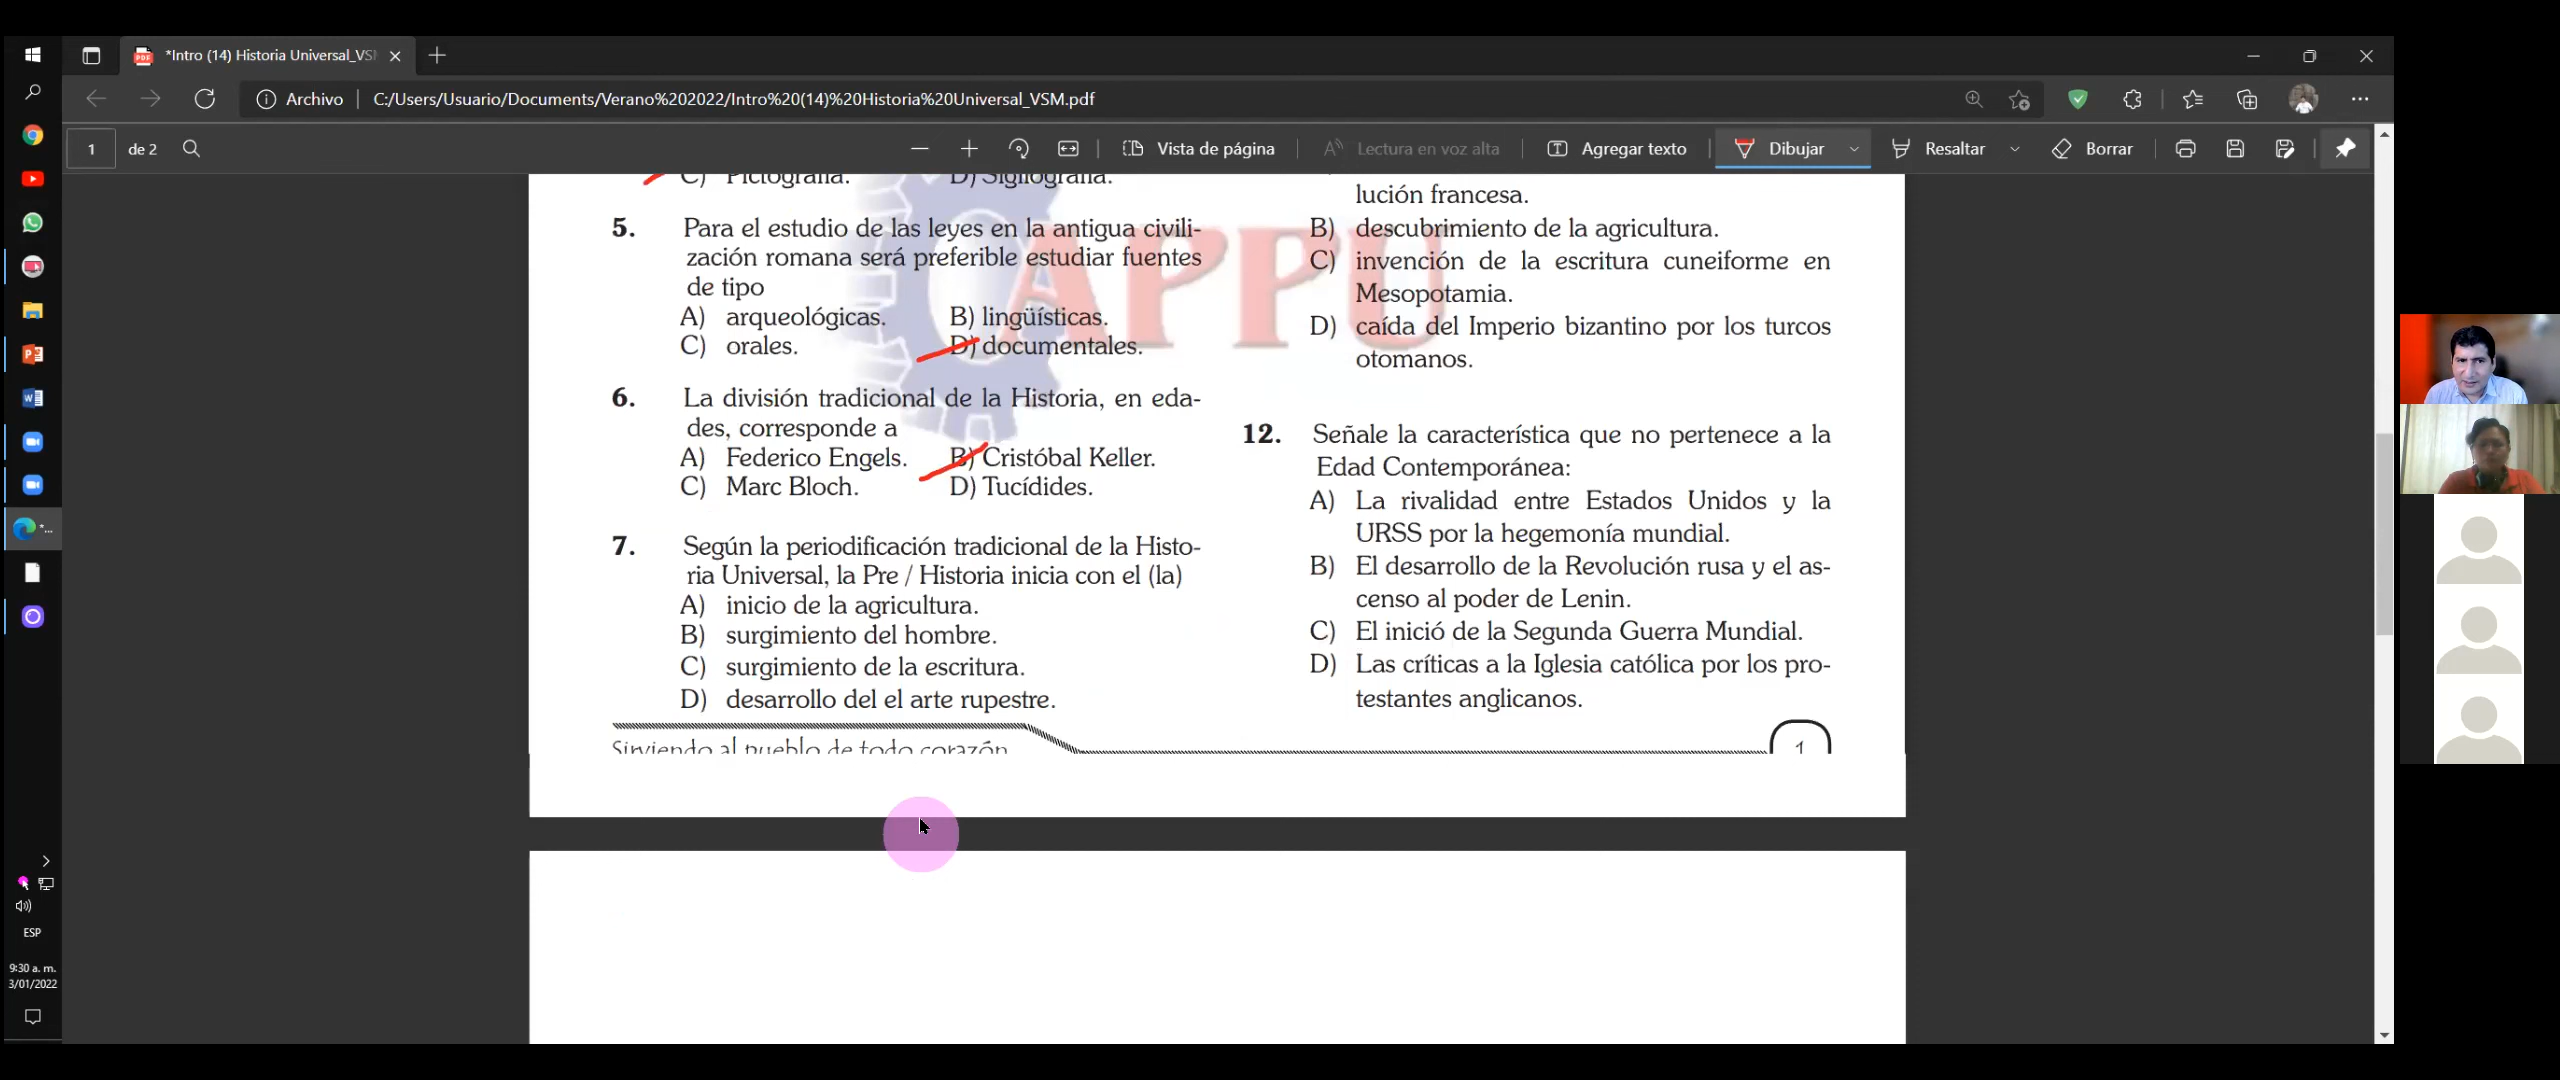 *Intro (14) Historia Universal_VS
Archivo
C:/Users/Usuario/Documents/Verano%202022/Intro%20(14)%20Historia%20Universal_VSM.pdf
1 de 2
Vista de página
Lectura en voz alta
Agregar texto
Dibujar
Resaltar
Borrar
C) Pictografía. D) Sigilografía.
5. Para el estudio de las leyes en la antigua civili-
zación romana será preferible estudiar fuentes
de tipo
A) arqueológicas. B) lingüísticas.
C) orales. D) documentales.
6. La división tradicional de la Historia, en eda-
des, corresponde a
A) Federico Engels. B) Cristóbal Keller.
C) Marc Bloch. D) Tucídides.
7. Según la periodificación tradicional de la Histo-
ria Universal, la Pre / Historia inicia con el (la)
A) inicio de la agricultura.
B) surgimiento del hombre.
C) surgimiento de la escritura.
D) desarrollo del el arte rupestre.
Sirviendo al pueblo de todo corazón
lución francesa.
B) descubrimiento de la agricultura.
C) invención de la escritura cuneiforme en
Mesopotamia.
D) caída del Imperio bizantino por los turcos
otomanos.
12. Señale la característica que no pertenece a la
Edad Contemporánea:
A) La rivalidad entre Estados Unidos y la
URSS por la hegemonía mundial.
B) El desarrollo de la Revolución rusa y el as-
censo al poder de Lenin.
C) El inició de la Segunda Guerra Mundial.
D) Las críticas a la Iglesia católica por los pro-
testantes anglicanos.
1
APPU
ESP
9:30 a. m.
3/01/2022